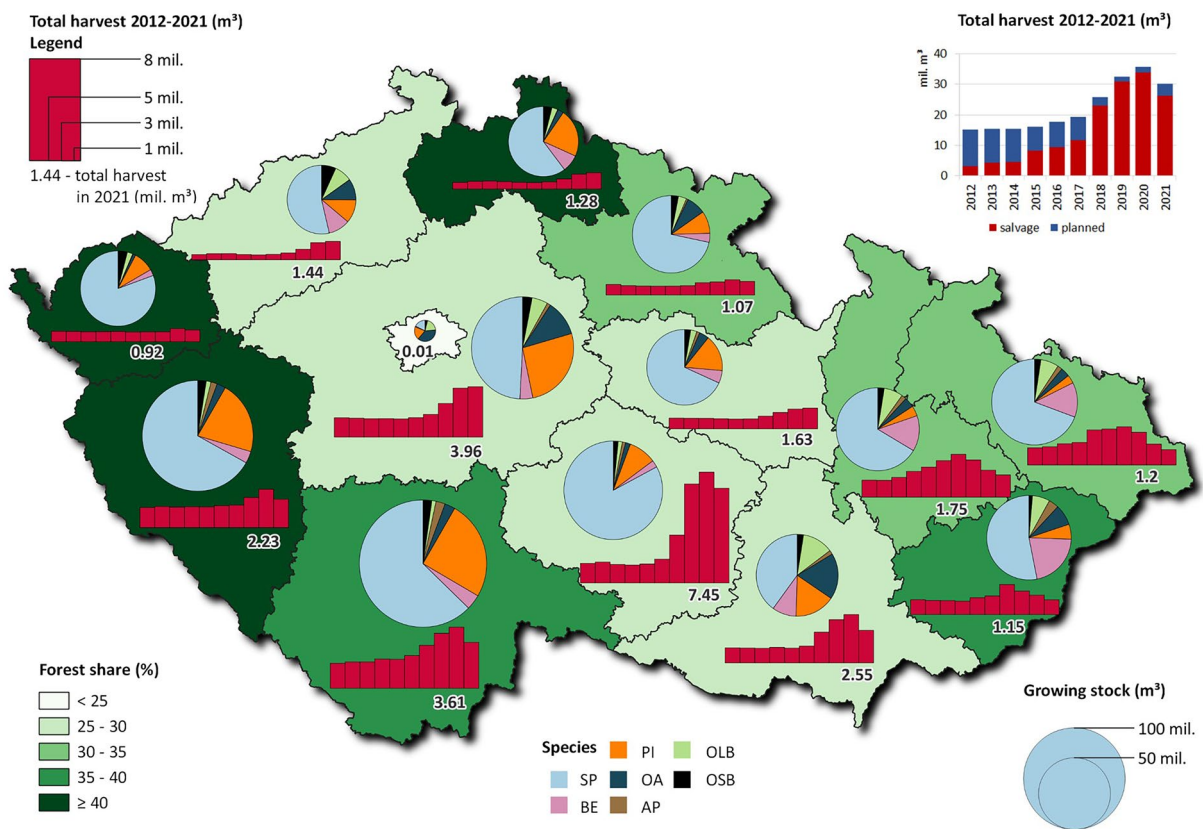 Total harvest 2012-2021 (m³)
Legend
8 mil.
5 mil.
3 mil.
1 mil.
1.44 - total harvest
in 2021 (mil. m³)
Total harvest 2012-2021 (m³)
mil. m³
40
30
20
10
0
2012
2013
2014
2015
2016
2017
2018
2019
2020
2021
salvage
planned
1.28
1.44
1.07
0.92
0.01
3.96
1.63
2.23
1.75
1.2
7.45
1.15
2.55
3.61
Forest share (%)
< 25
25 - 30
30 - 35
35 - 40
≥ 40
Species
PI
OLB
SP
OA
OSB
BE
AP
Growing stock (m³)
100 mil.
50 mil.